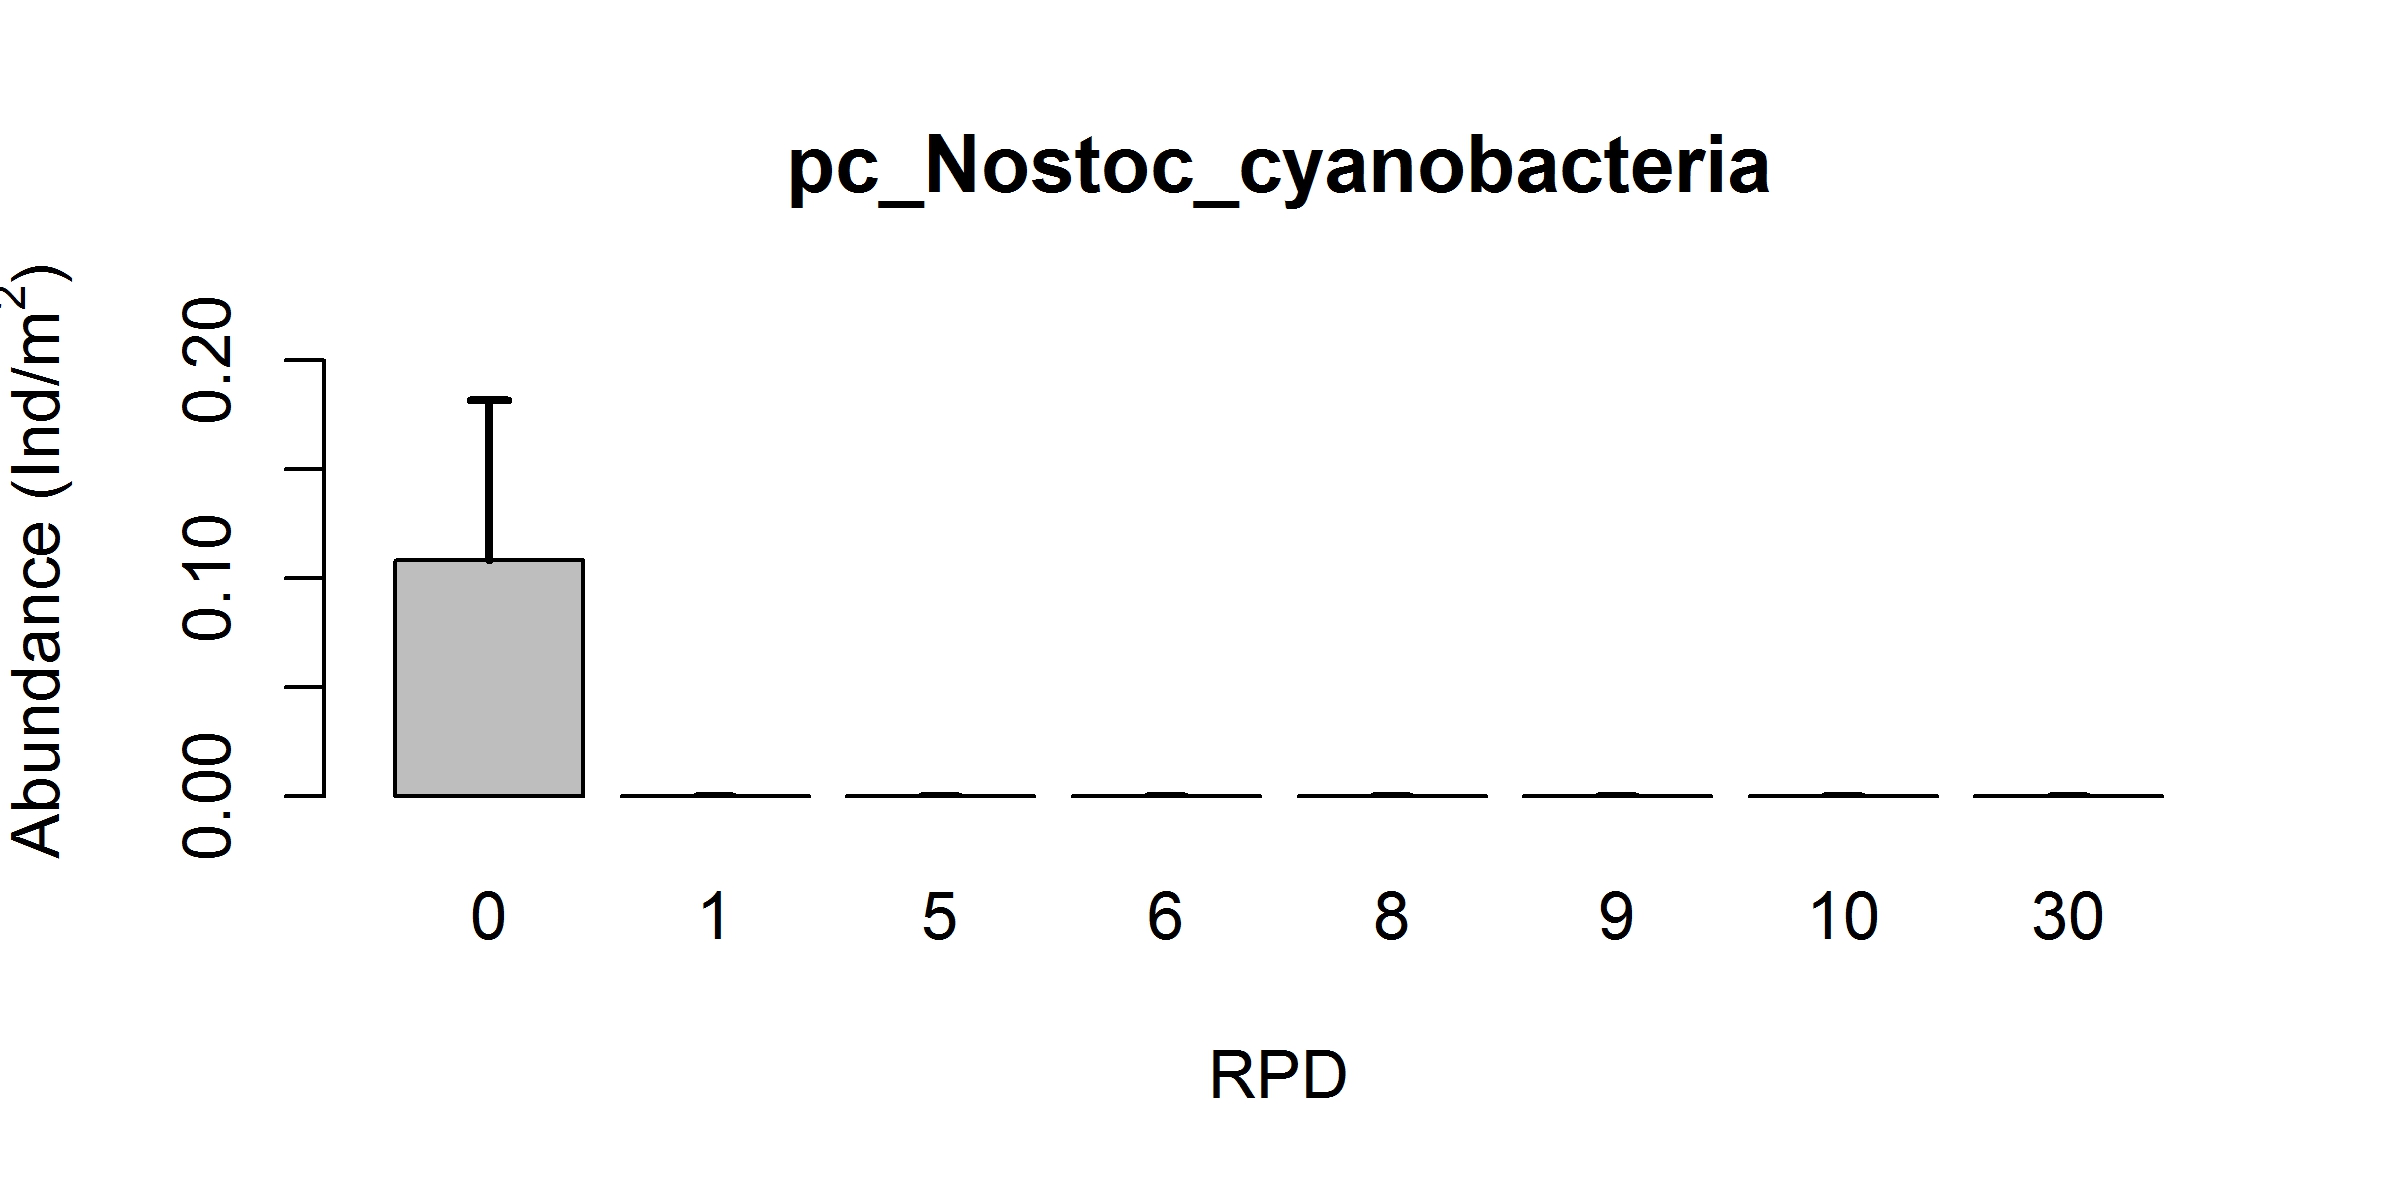 pc_Nostoc_cyanobacteria
Abundance (Ind/m²)
0.20
0.10
0.00
0 1 5 6 8 9 10 30
RPD